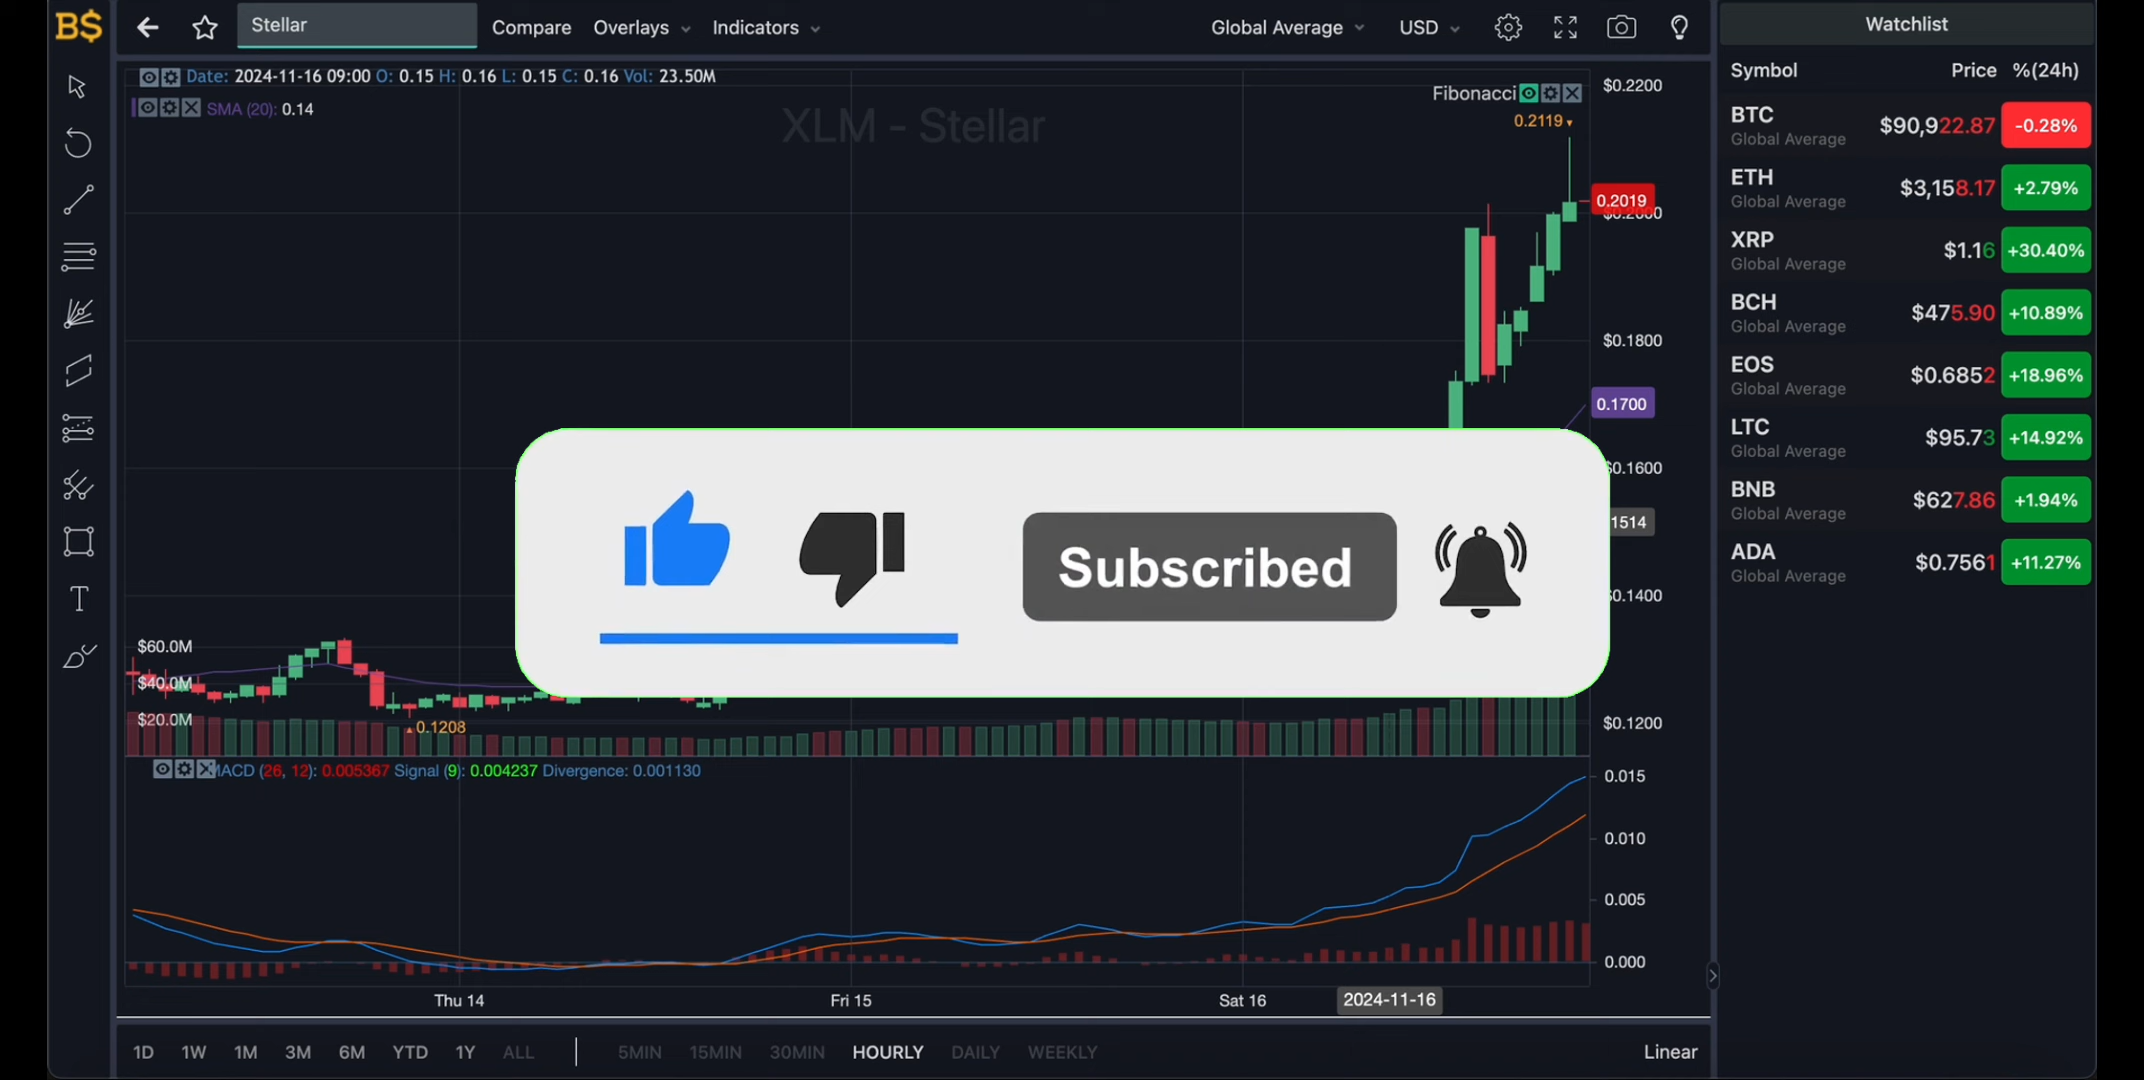 B$
Stellar
Compare
Overlays
Indicators
Global Average
USD
Watchlist
Date: 2024-11-16 09:00 O: 0.15 H: 0.16 L: 0.15 C: 0.16 Vol: 23.50M
SMA (20): 0.14
XLM - Stellar
Fibonacci
0.2119
$0.2200
0.2019
$0.2000
$0.1800
0.1700
$0.1600
1514
$0.1400
$0.1200
Subscribed
$60.0M
$40.0M
$20.0M
0.1208
MACD (26, 12): 0.005367 Signal (9): 0.004237 Divergence: 0.001130
0.015
0.010
0.005
0.000
Thu 14
Fri 15
Sat 16
2024-11-16
1D 1W 1M 3M 6M YTD 1Y ALL
5MIN 15MIN 30MIN HOURLY DAILY WEEKLY
Linear
Symbol Price %(24h)
BTC $90,922.87 -0.28%
Global Average
ETH $3,158.17 +2.79%
Global Average
XRP $1.16 +30.40%
Global Average
BCH $475.90 +10.89%
Global Average
EOS $0.6852 +18.96%
Global Average
LTC $95.73 +14.92%
Global Average
BNB $627.86 +1.94%
Global Average
ADA $0.7561 +11.27%
Global Average
T